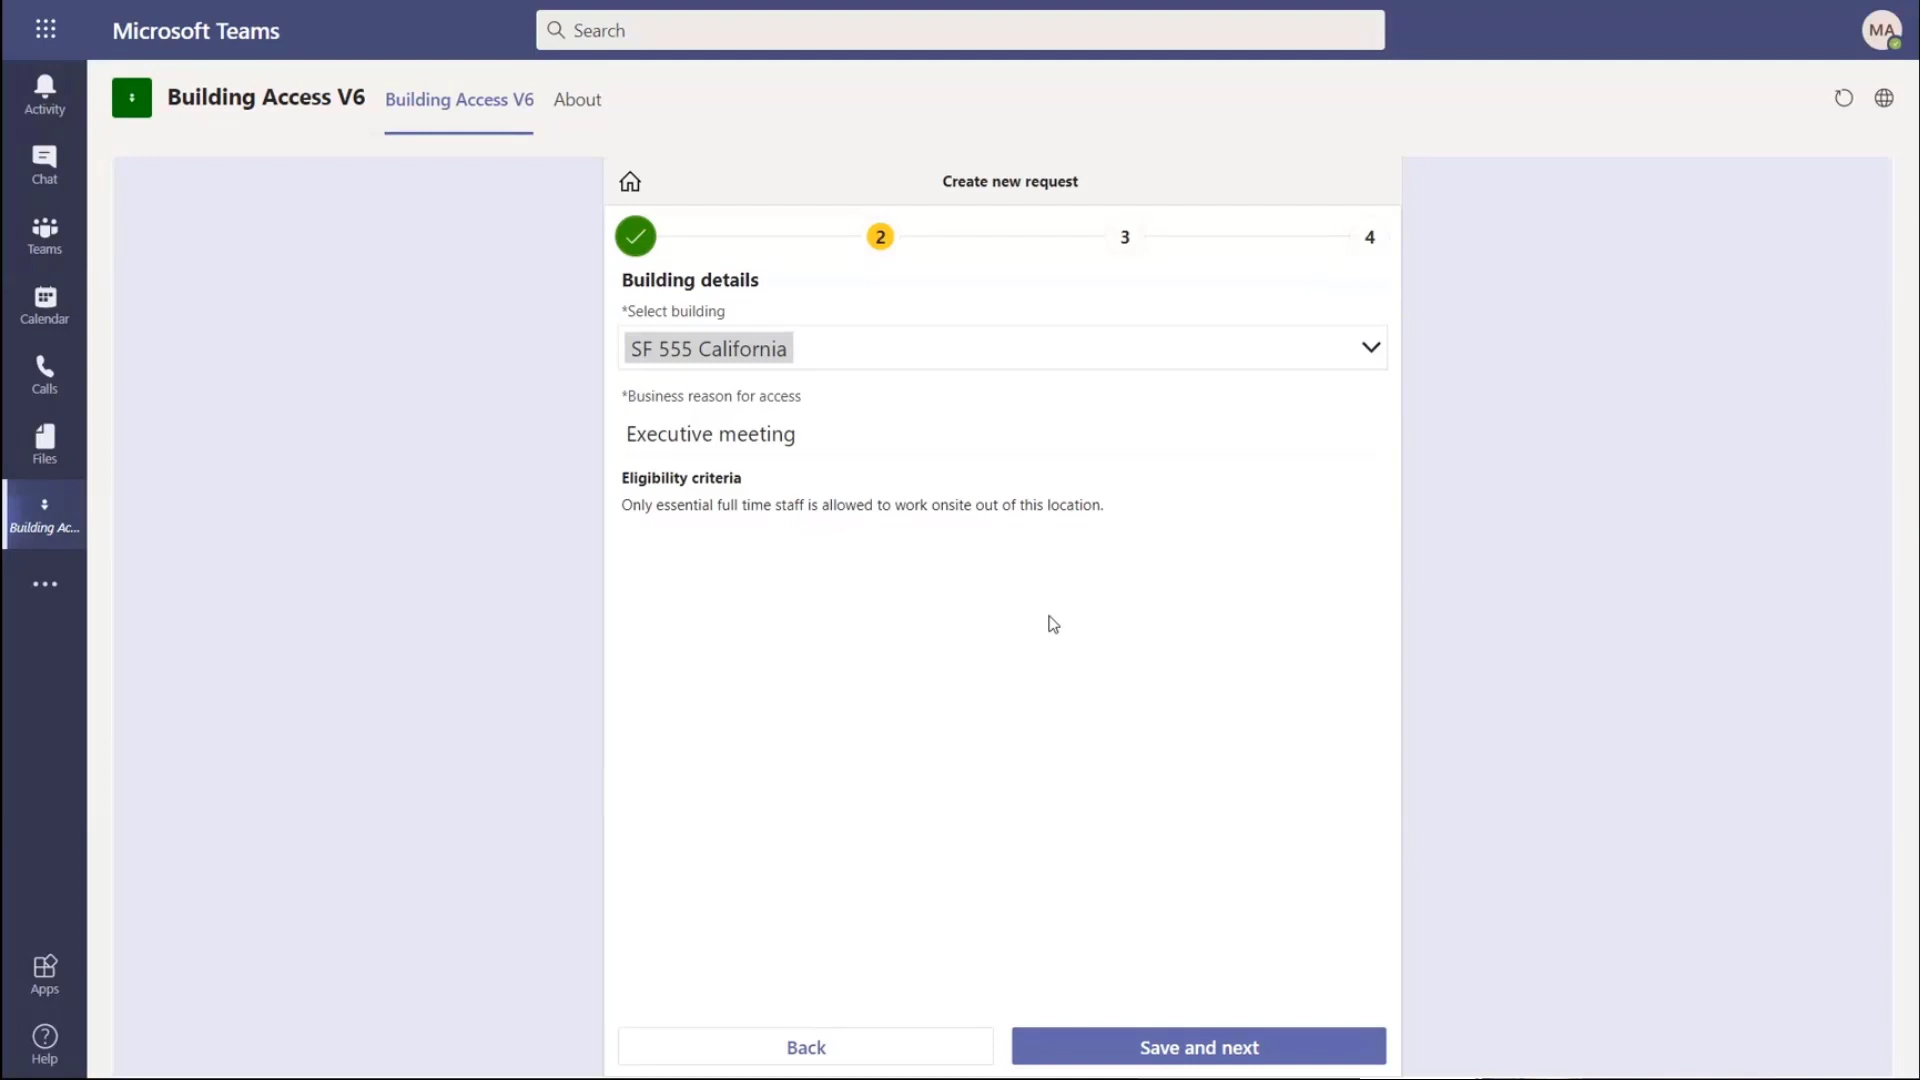 Microsoft Teams
Search
MA
Activity
Chat
Teams
Calendar
Calls
Files
Building Ac...
Apps
Help
Building Access V6
Building Access V6
About
Create new request
2
3
4
Building details
*Select building
SF 555 California
*Business reason for access
Executive meeting
Eligibility criteria
Only essential full time staff is allowed to work onsite out of this location.
Back
Save and next